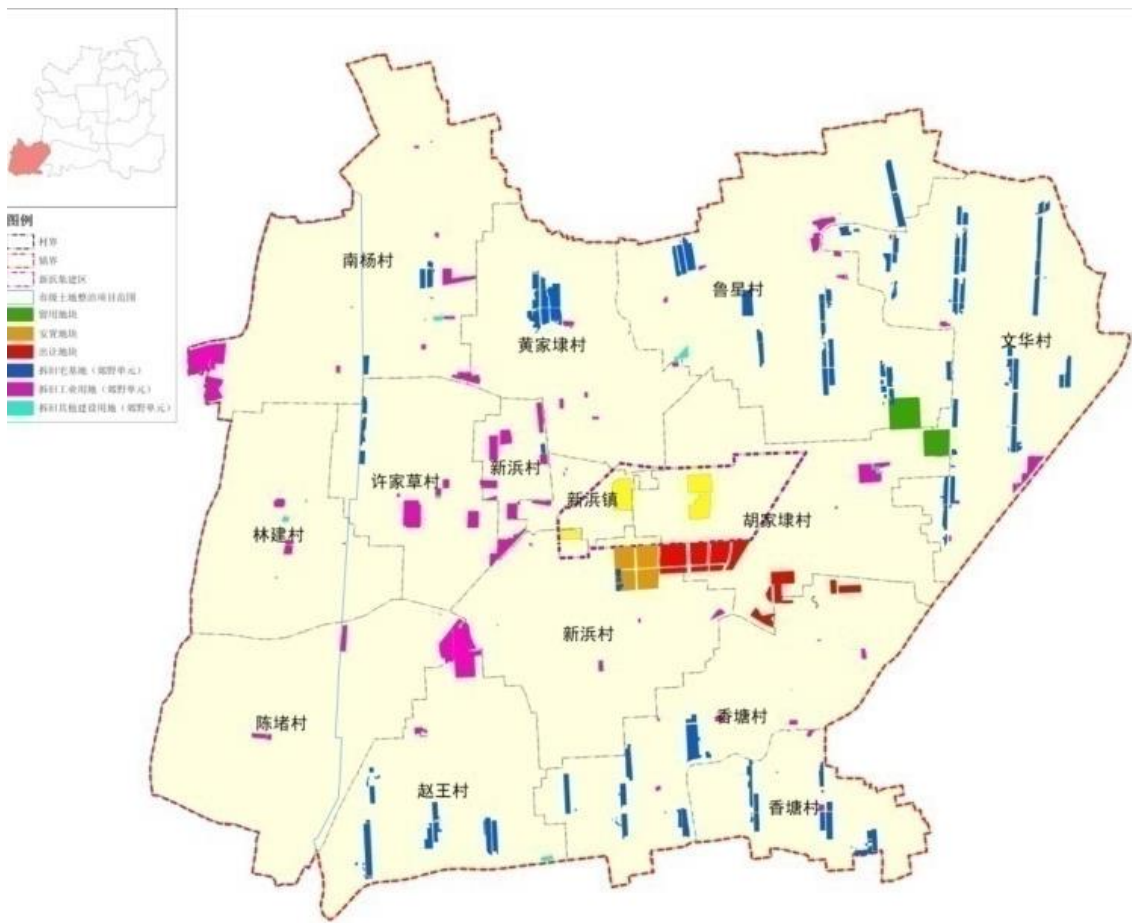 图例
村界
镇界
新浜集建区
市级土地整治项目范围
留用地块
安置地块
出让地块
拆旧宅基地（郊野单元）
拆旧工业用地（郊野单元）
拆旧其他建设用地（郊野单元）
南杨村
黄家埭村
鲁星村
文华村
许家草村
新浜村
新浜镇
胡家埭村
林建村
新浜村
陈堵村
香塘村
赵王村
香塘村